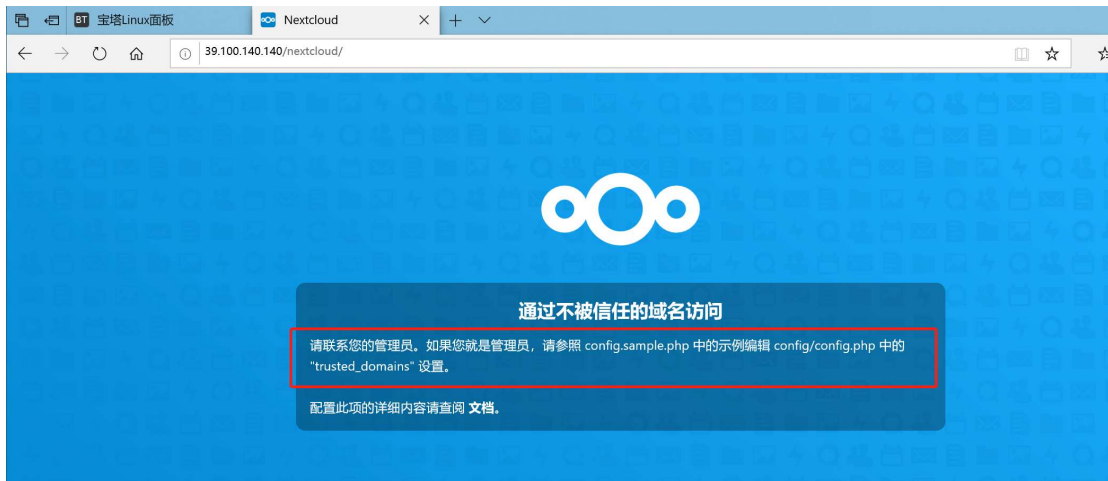 BT 宝塔Linux面板
Nextcloud
39.100.140.140/nextcloud/
通过不被信任的域名访问
请联系您的管理员。如果您就是管理员，请参照 config.sample.php 中的示例编辑 config/config.php 中的
"trusted_domains" 设置。
配置此项的详细内容请查阅 文档。